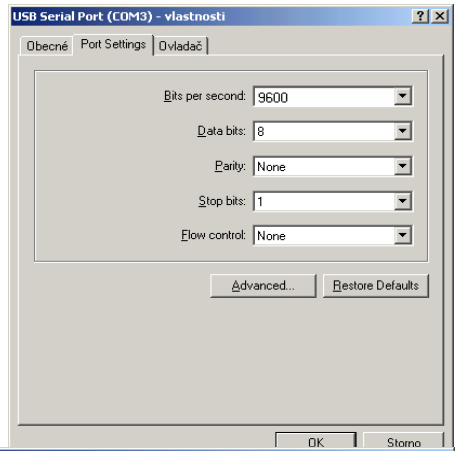 USB Serial Port (COM3) - vlastnosti
Obecné Port Settings Ovladač
Bits per second: 9600
Data bits: 8
Parity: None
Stop bits: 1
Flow control: None
Advanced... Restore Defaults
OK Storno